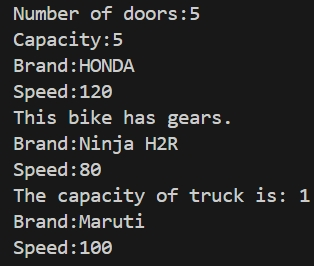 Number of doors:5
Capacity:5
Brand:HONDA
Speed:120
This bike has gears.
Brand:Ninja H2R
Speed:80
The capacity of truck is: 1
Brand:Maruti
Speed:100